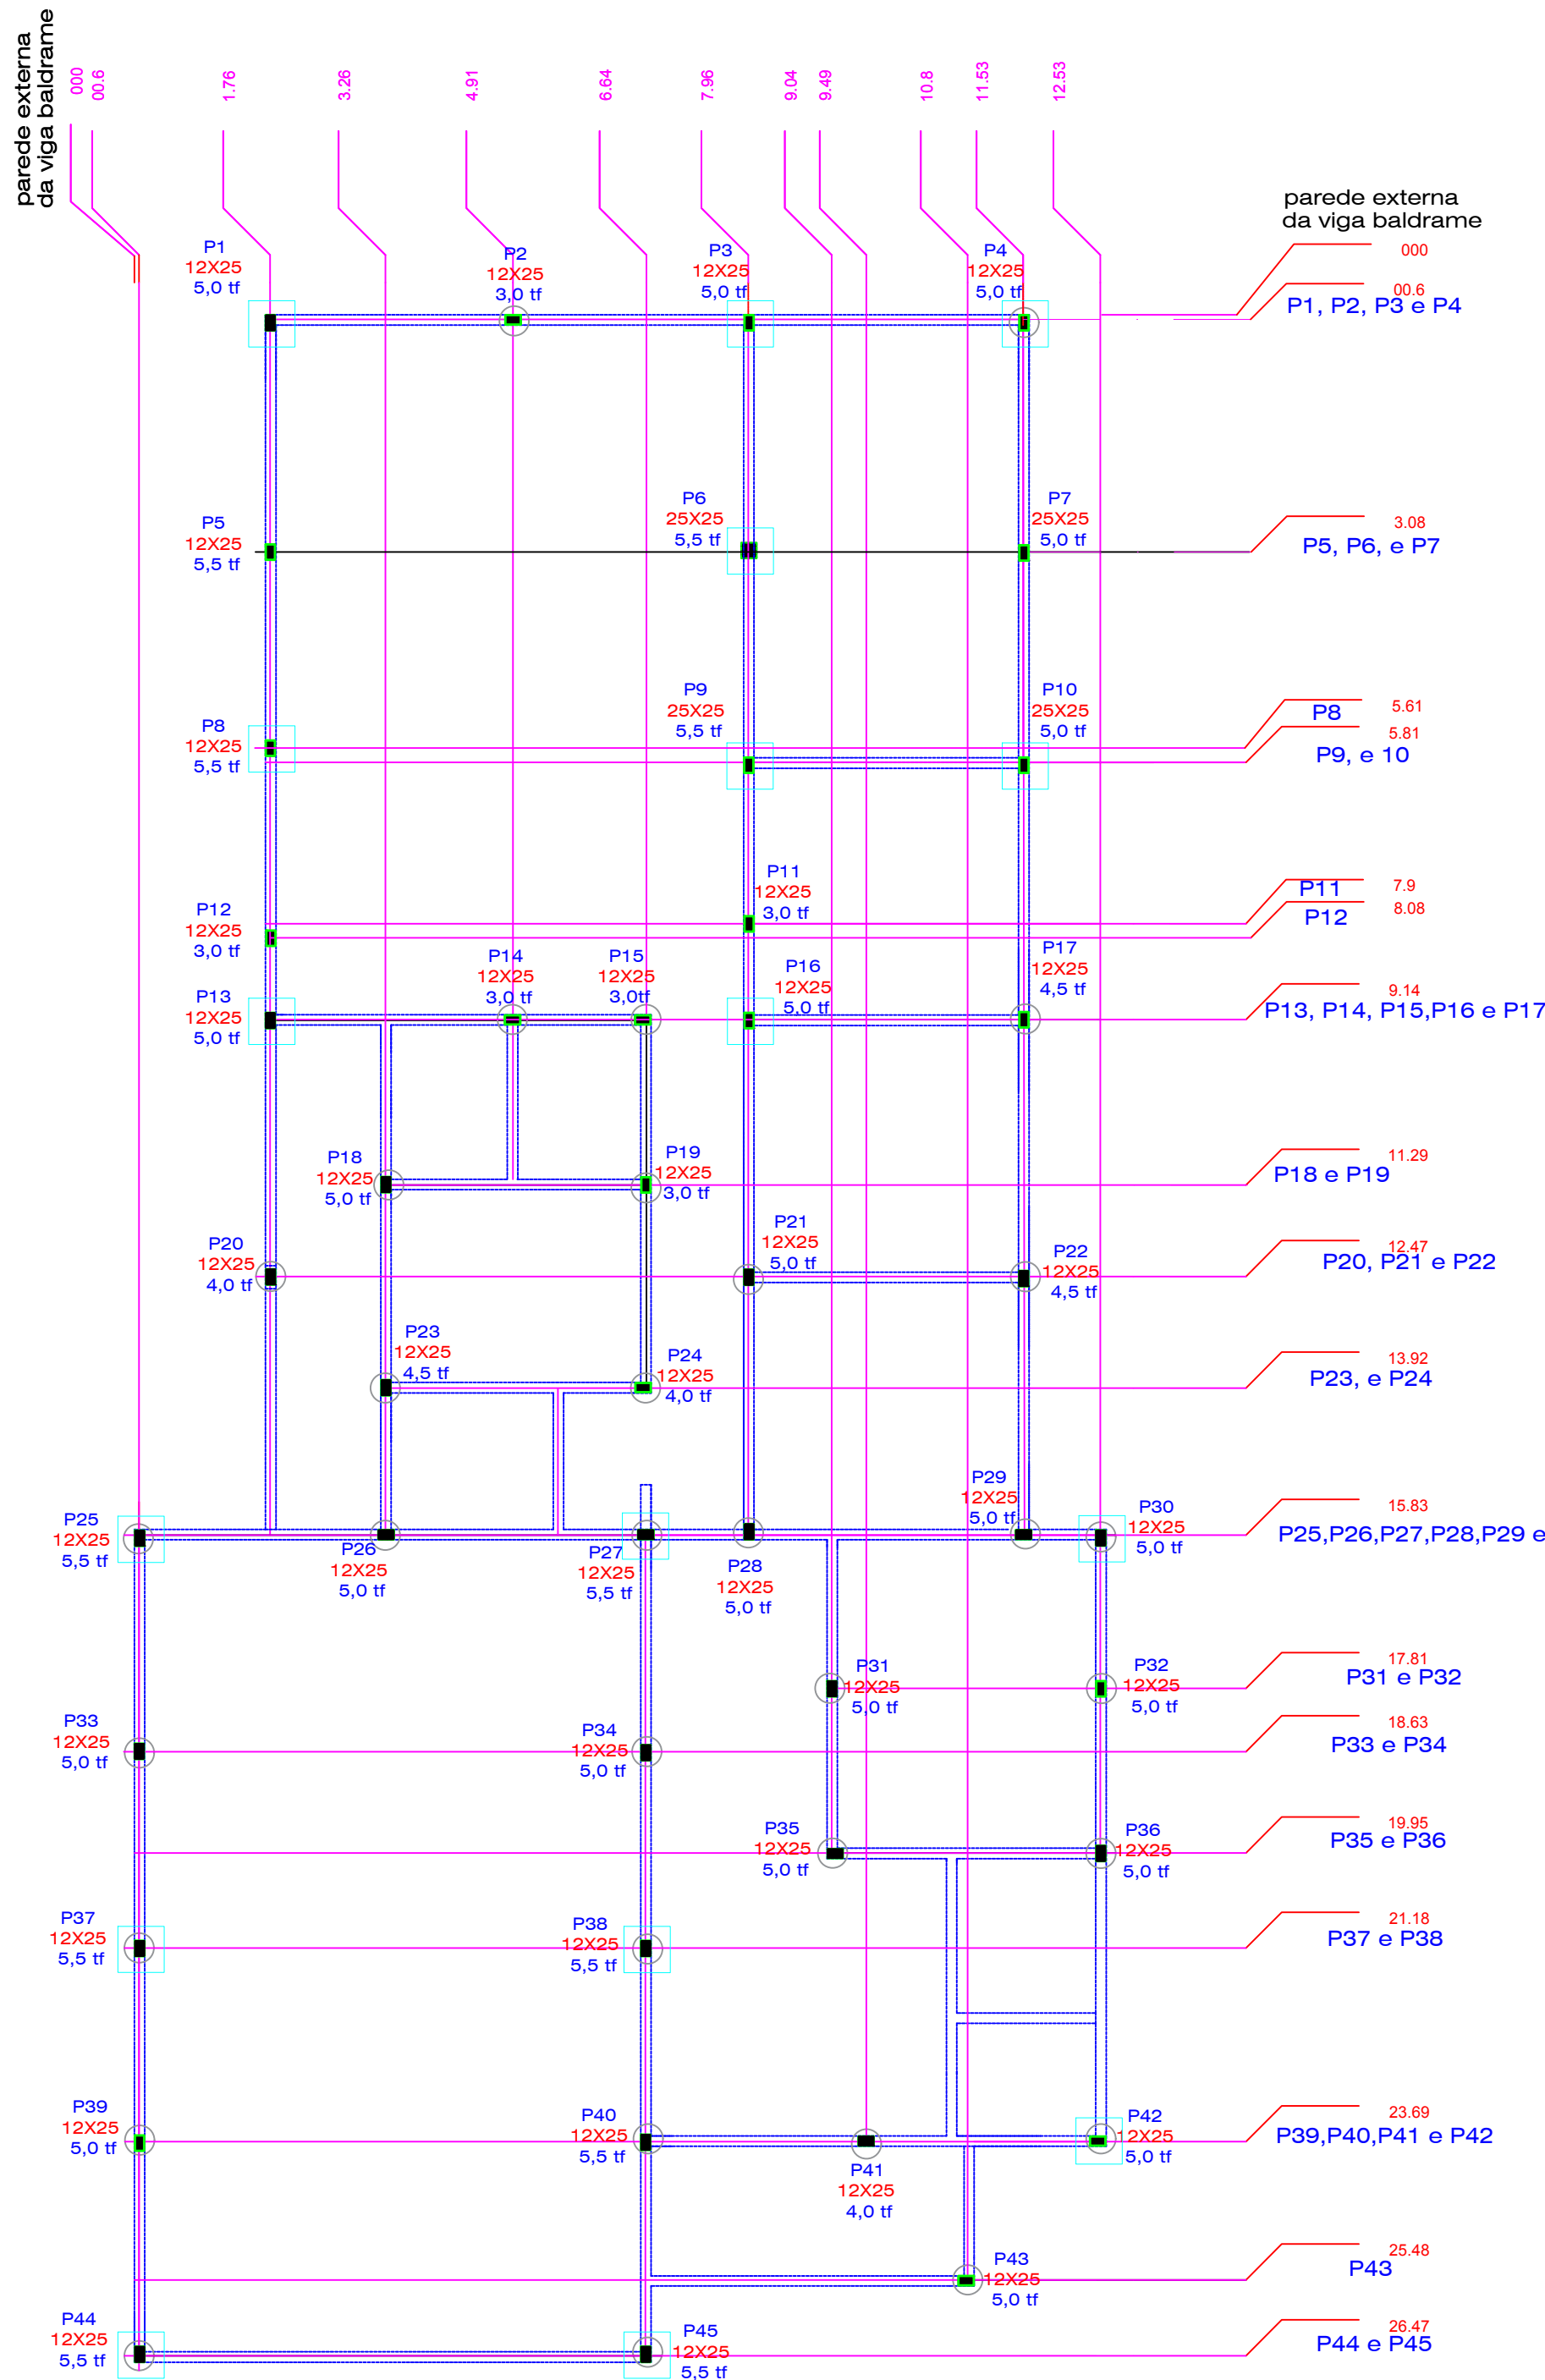 parede externa
da viga baldrame
000
00.6
1.76
3.26
4.91
6.64
7.96
9.04
9.49
10.8
11.53
12.53
parede externa
da viga baldrame
000
00.6
P1, P2, P3 e P4
P1
12X25
5,0 tf
P2
12X25
3,0 tf
P3
12X25
5,0 tf
P4
12X25
5,0 tf
P5
12X25
5,5 tf
P6
25X25
5,5 tf
P7
25X25
5,0 tf
3.08
P5, P6, e P7
P8
12X25
5,5 tf
P9
25X25
5,5 tf
P10
25X25
5,0 tf
P8
5.61
5.81
P9, e 10
P11
12X25
3,0 tf
P12
12X25
3,0 tf
P11
7.9
P12
8.08
P13
12X25
5,0 tf
P14
12X25
3,0 tf
P15
12X25
3,0tf
P16
12X25
5,0 tf
P17
12X25
4,5 tf
9.14
P13, P14, P15,P16 e P17
P18
12X25
5,0 tf
P19
12X25
3,0 tf
11.29
P18 e P19
P20
12X25
4,0 tf
P21
12X25
5,0 tf
P22
12X25
4,5 tf
12.47
P20, P21 e P22
P23
12X25
4,5 tf
P24
12X25
4,0 tf
13.92
P23, e P24
P25
12X25
5,5 tf
P26
12X25
5,0 tf
P27
12X25
5,5 tf
P28
12X25
5,0 tf
P29
12X25
5,0 tf
P30
12X25
5,0 tf
15.83
P25,P26,P27,P28,P29 e
P31
12X25
5,0 tf
P32
12X25
5,0 tf
17.81
P31 e P32
P33
12X25
5,0 tf
P34
12X25
5,0 tf
18.63
P33 e P34
P35
12X25
5,0 tf
P36
12X25
5,0 tf
19.95
P35 e P36
P37
12X25
5,5 tf
P38
12X25
5,5 tf
21.18
P37 e P38
P39
12X25
5,0 tf
P40
12X25
5,5 tf
P41
12X25
4,0 tf
P42
12X25
5,0 tf
23.69
P39,P40,P41 e P42
P43
12X25
5,0 tf
25.48
P43
P44
12X25
5,5 tf
P45
12X25
5,5 tf
26.47
P44 e P45